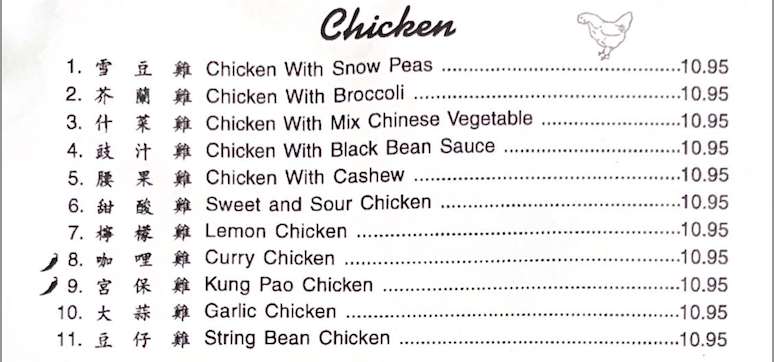 Chicken
1. 雪豆雞 Chicken With Snow Peas ........................................10.95
2. 芥蘭雞 Chicken With Broccoli ........................................10.95
3. 什菜雞 Chicken With Mix Chinese Vegetable ........................10.95
4. 豉汁雞 Chicken With Black Bean Sauce ..............................10.95
5. 腰果雞 Chicken With Cashew ........................................10.95
6. 甜酸雞 Sweet and Sour Chicken ........................................10.95
7. 檸檬雞 Lemon Chicken ........................................10.95
8. 咖哩雞 Curry Chicken ........................................10.95
9. 宮保雞 Kung Pao Chicken ........................................10.95
10. 大蒜雞 Garlic Chicken ........................................10.95
11. 豆仔雞 String Bean Chicken ........................................10.95